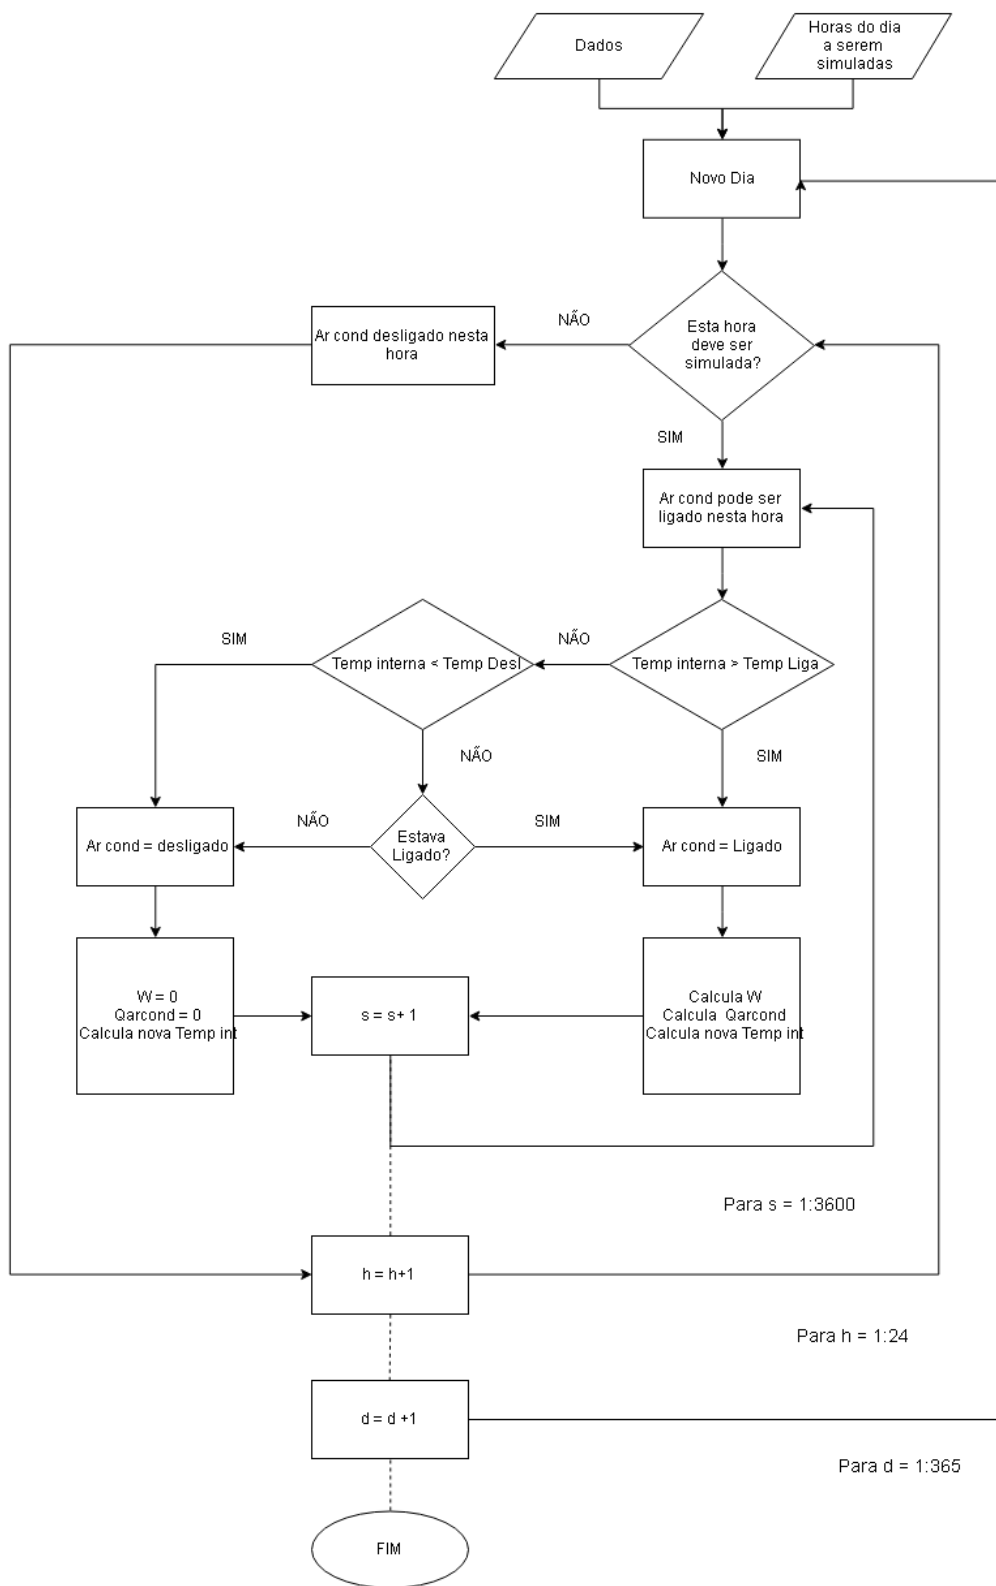 Dados
Horas do dia
a serem
simuladas
Novo Dia
Esta hora
deve ser
simulada?
NÃO
Ar cond desligado nesta
hora
SIM
Ar cond pode ser
ligado nesta hora
Temp interna > Temp Liga
NÃO
Temp interna < Temp Desl
SIM
NÃO
SIM
Estava
Ligado?
NÃO
SIM
Ar cond = desligado
Ar cond = Ligado
W = 0
Qarcond = 0
Calcula nova Temp int
s = s+ 1
Calcula W
Calcula Qarcond
Calcula nova Temp int
Para s = 1:3600
h = h+1
Para h = 1:24
d = d +1
Para d = 1:365
FIM